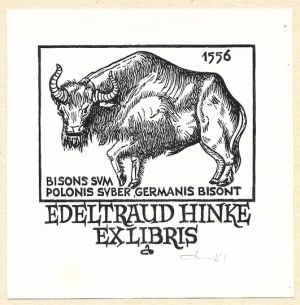 1556
BISONS SVM
POLONIS SVBER GERMANIS BISONT
EDELTRAUD HINKE
EX LIBRIS